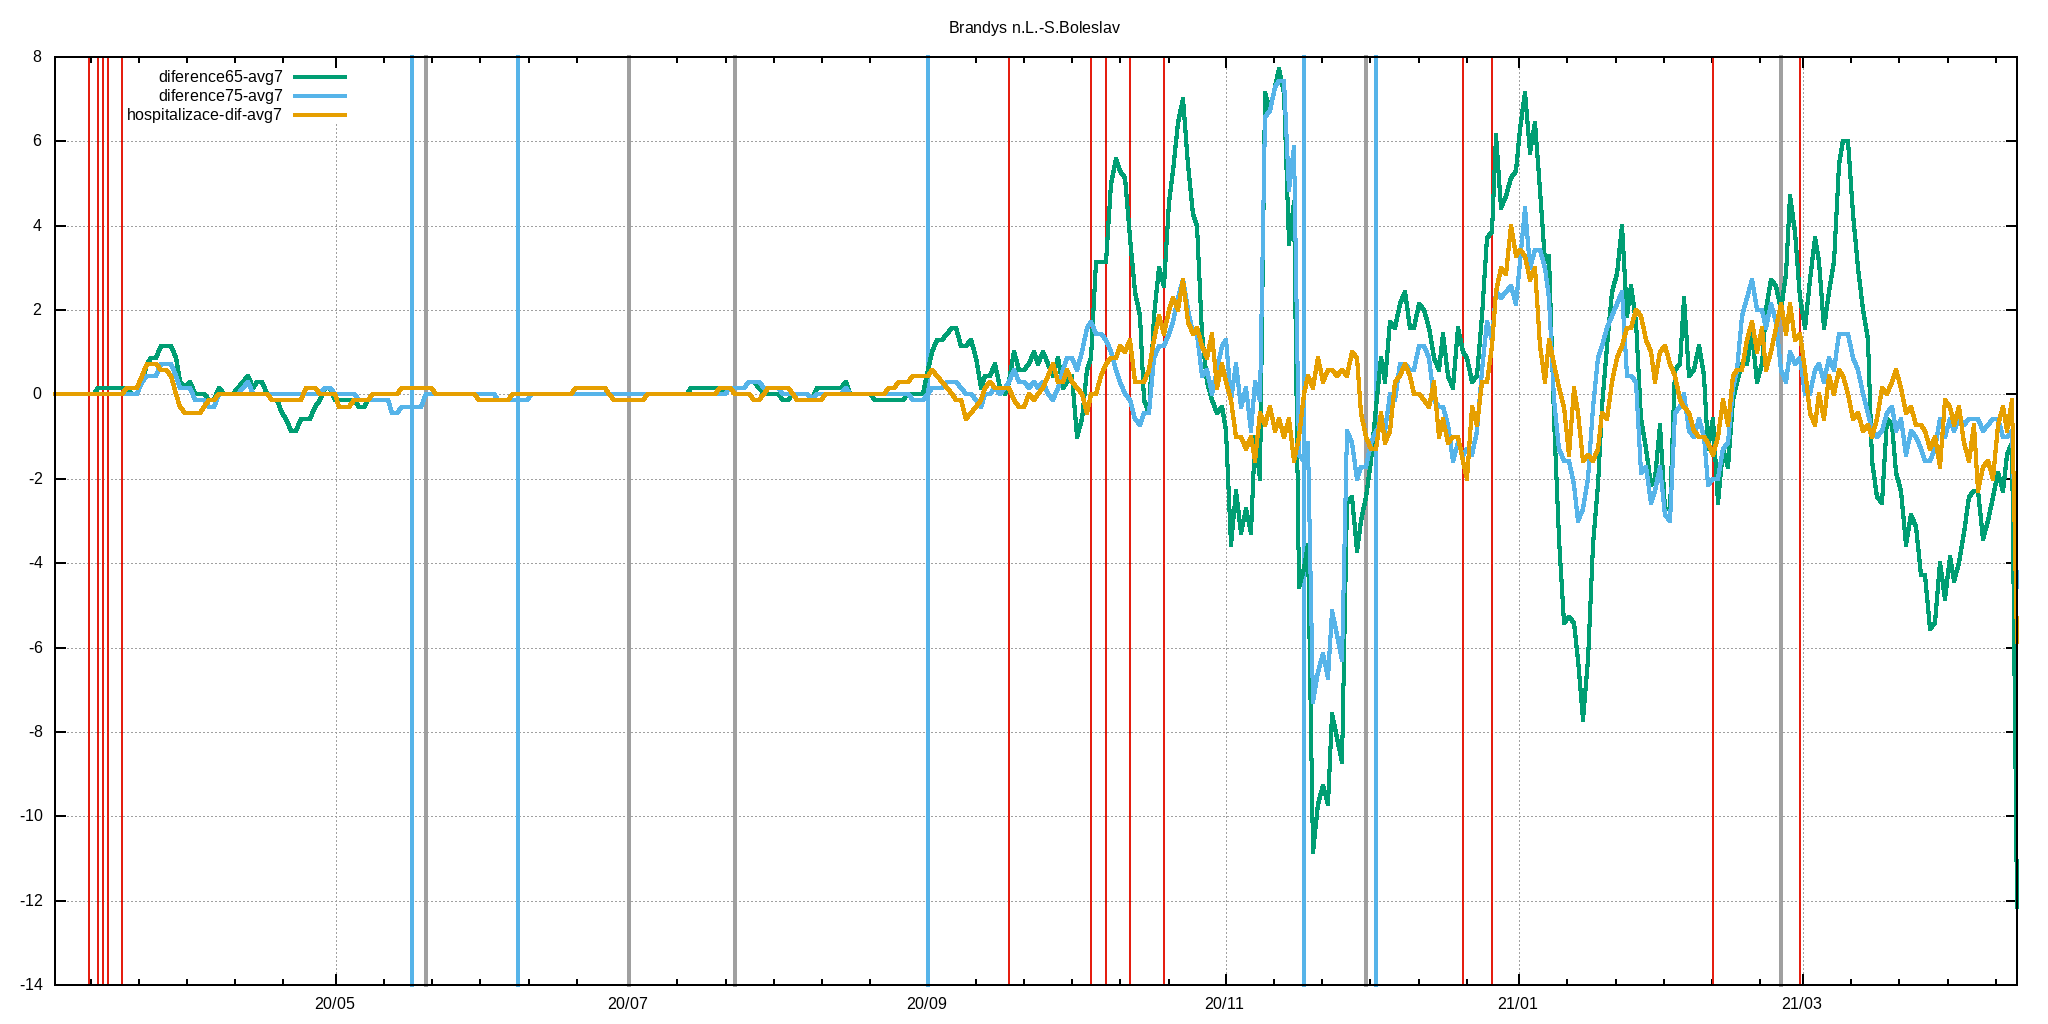 Brandys n.L.-S.Boleslav
diference65-avg7
diference75-avg7
hospitalizace-dif-avg7
8
6
4
2
0
-2
-4
-6
-8
-10
-12
-14
20/05 20/07 20/09 20/11 21/01 21/03